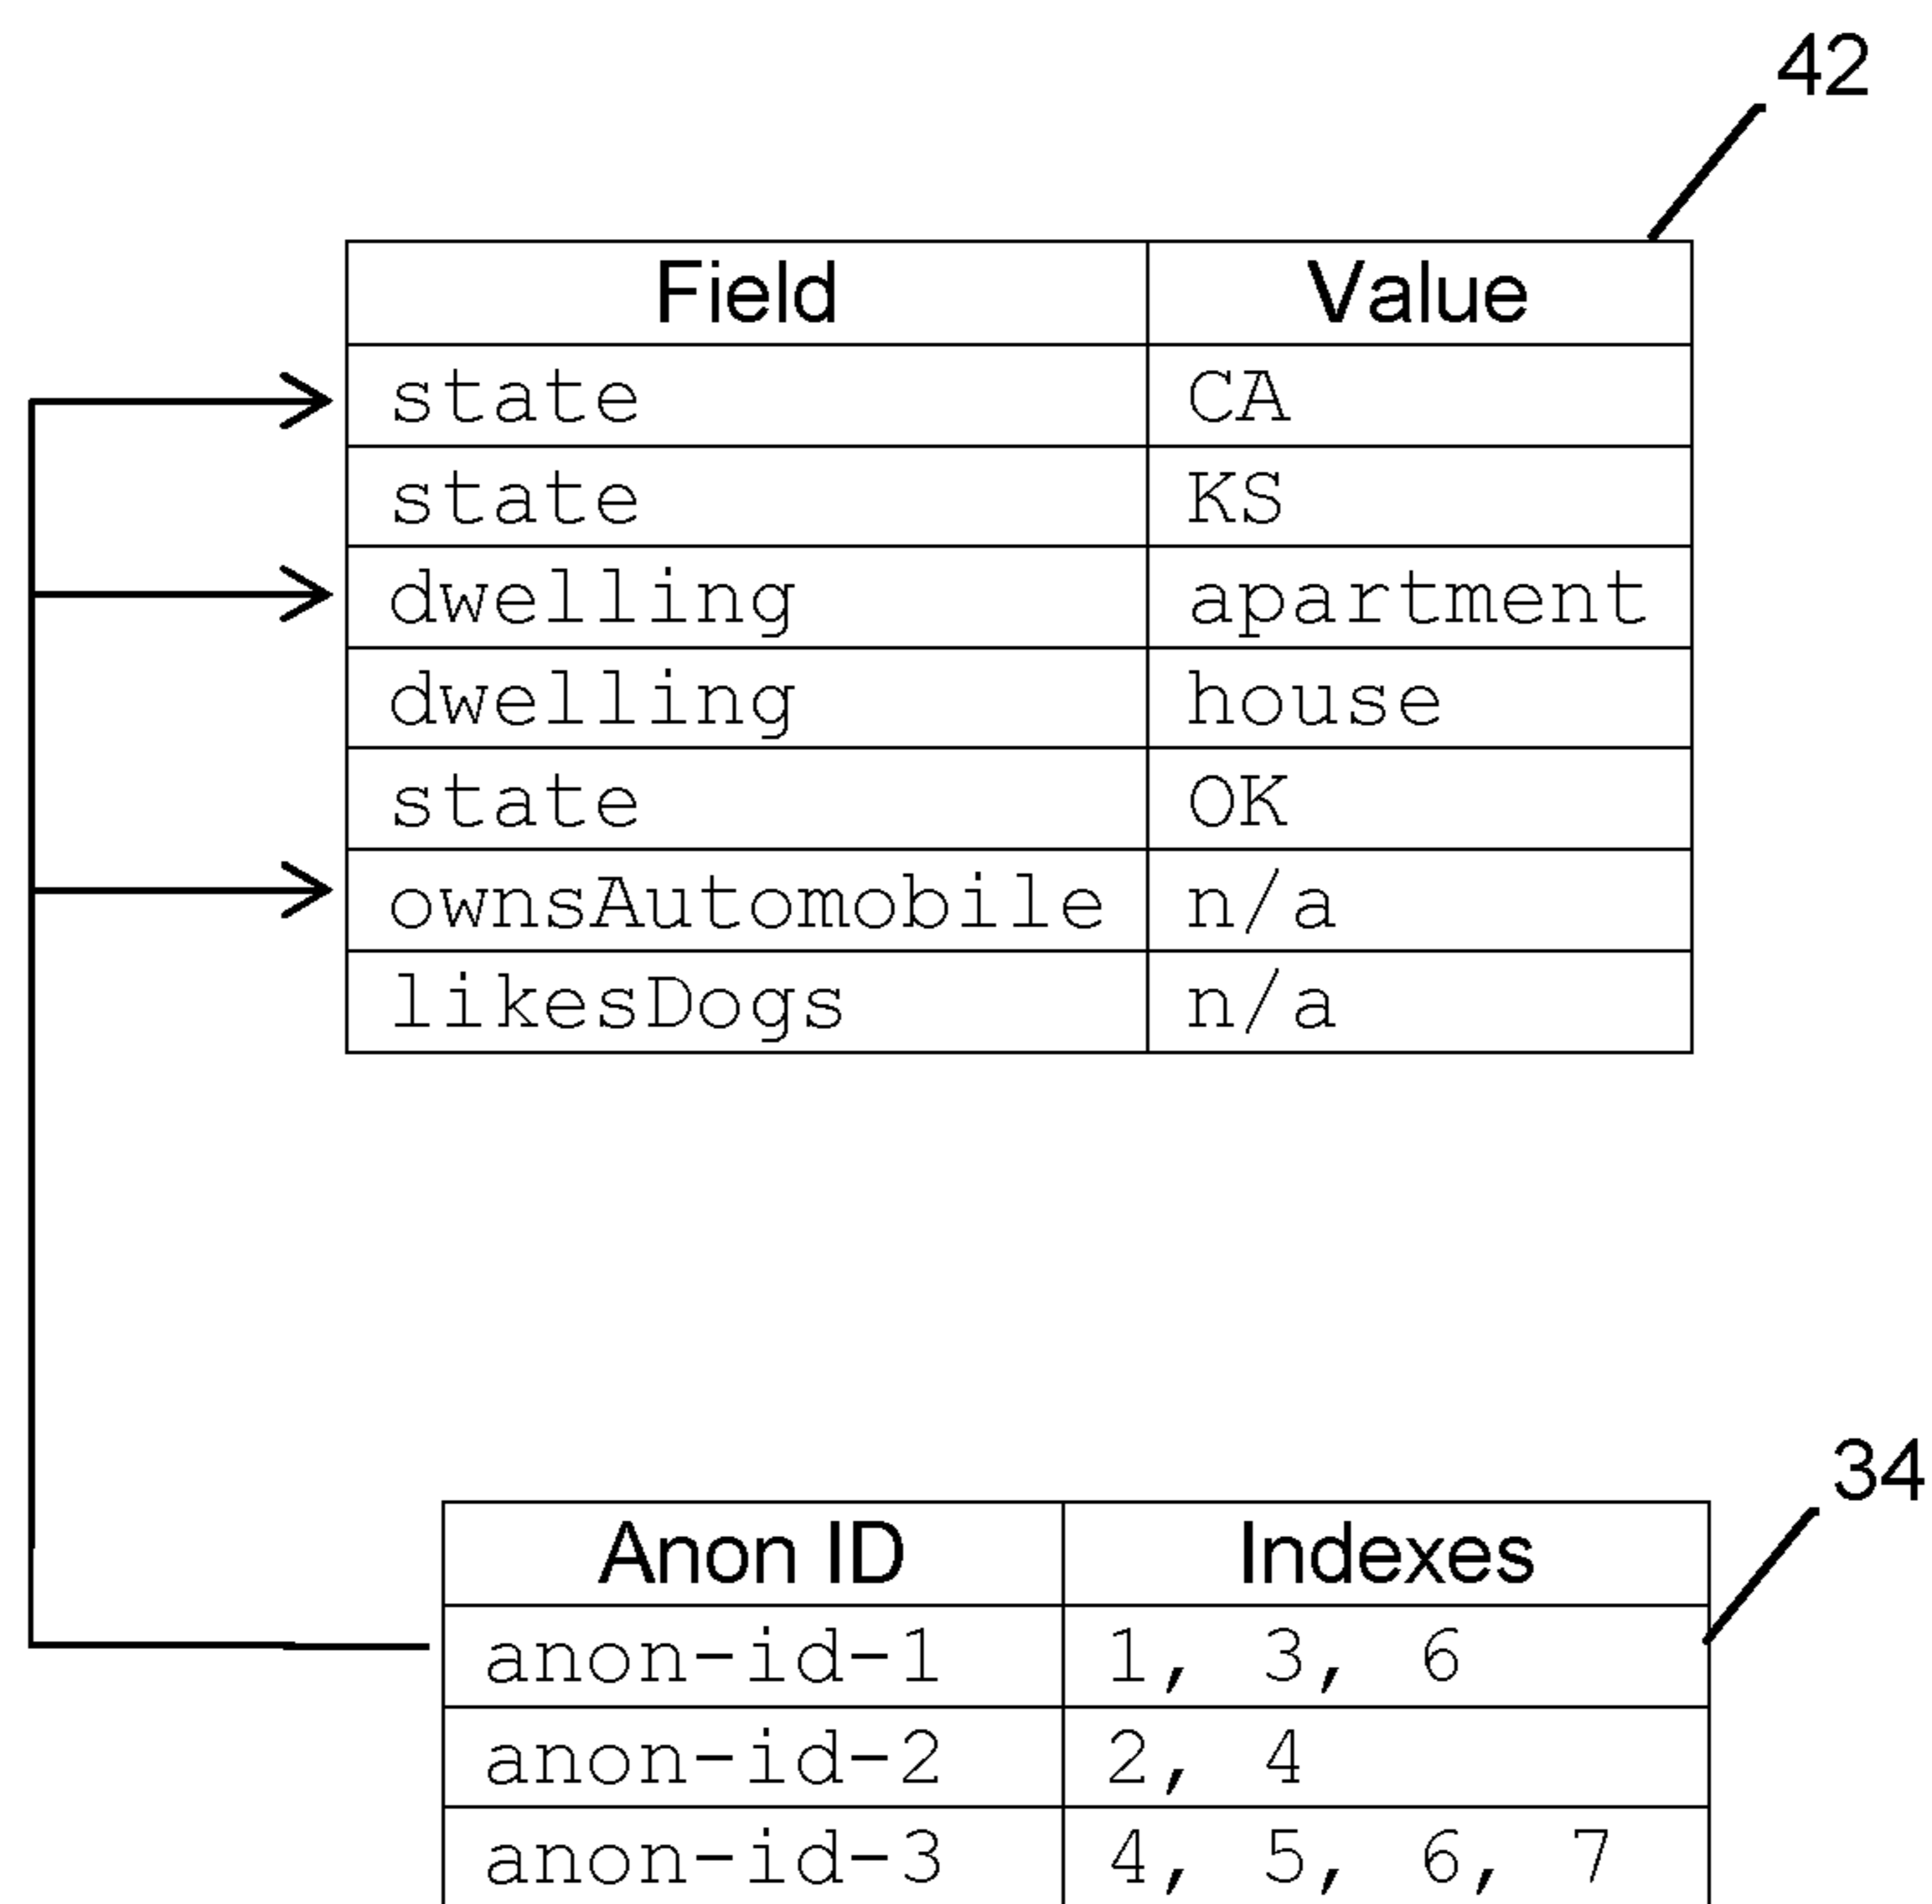 42
Field Value
state CA
state KS
dwelling apartment
dwelling house
state OK
ownsAutomobile n/a
likesDogs n/a
34
Anon ID Indexes
anon-id-1 1, 3, 6
anon-id-2 2, 4
anon-id-3 4, 5, 6, 7